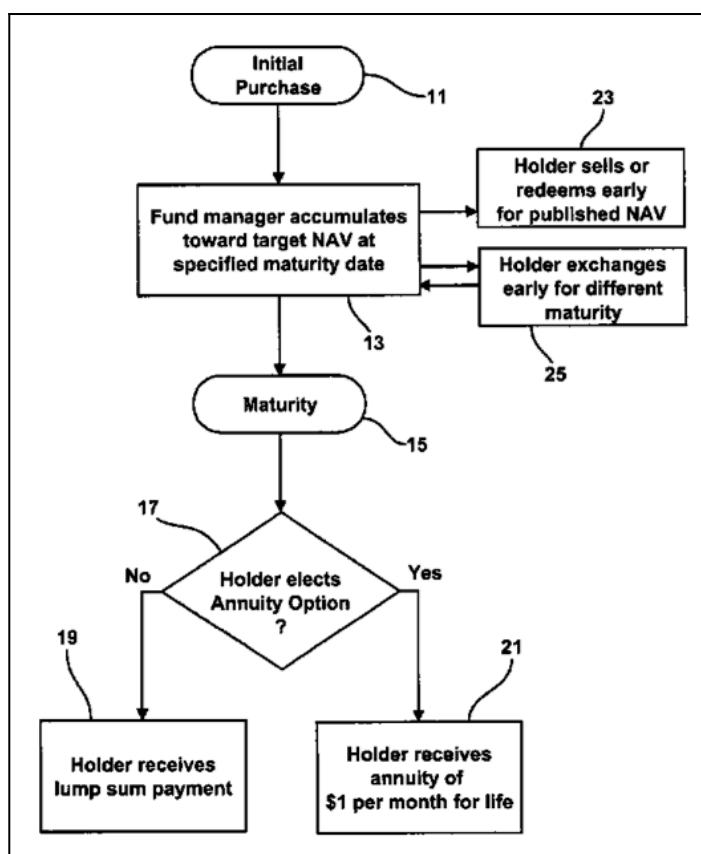 Initial
Purchase
11
23
Holder sells or
redeems early
for published NAV
Fund manager accumulates
toward target NAV at
specified maturity date
13
Holder exchanges
early for different
maturity
25
Maturity
15
17
No
Holder elects
Annuity Option
?
Yes
19
Holder receives
lump sum payment
21
Holder receives
annuity of
$1 per month for life